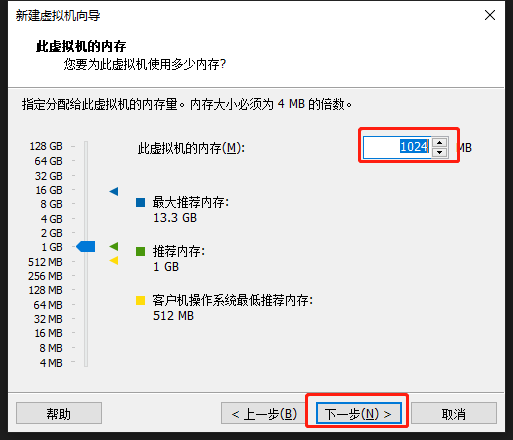 新建虚拟机向导
此虚拟机的内存
您要为此虚拟机使用多少内存?
指定分配给此虚拟机的内存量。内存大小必须为 4 MB 的倍数。
128 GB
64 GB
32 GB
16 GB
8 GB
4 GB
2 GB
1 GB
512 MB
256 MB
128 MB
64 MB
32 MB
16 MB
8 MB
4 MB
此虚拟机的内存(M): 1024 MB
最大推荐内存:
13.3 GB
推荐内存:
1 GB
客户机操作系统最低推荐内存:
512 MB
帮助 < 上一步(B) 下一步(N) > 取消